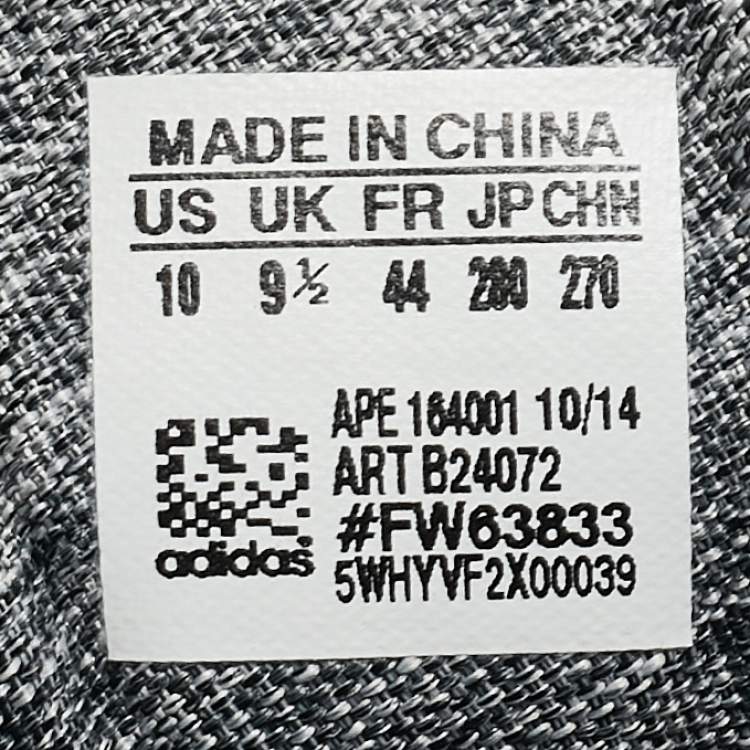 MADE IN CHINA
US UK FR JP CHN
10 9½ 44 280 270
APE 164001 10/14
ART B24072
#FW63833
5WHYVF2X00039
adidas